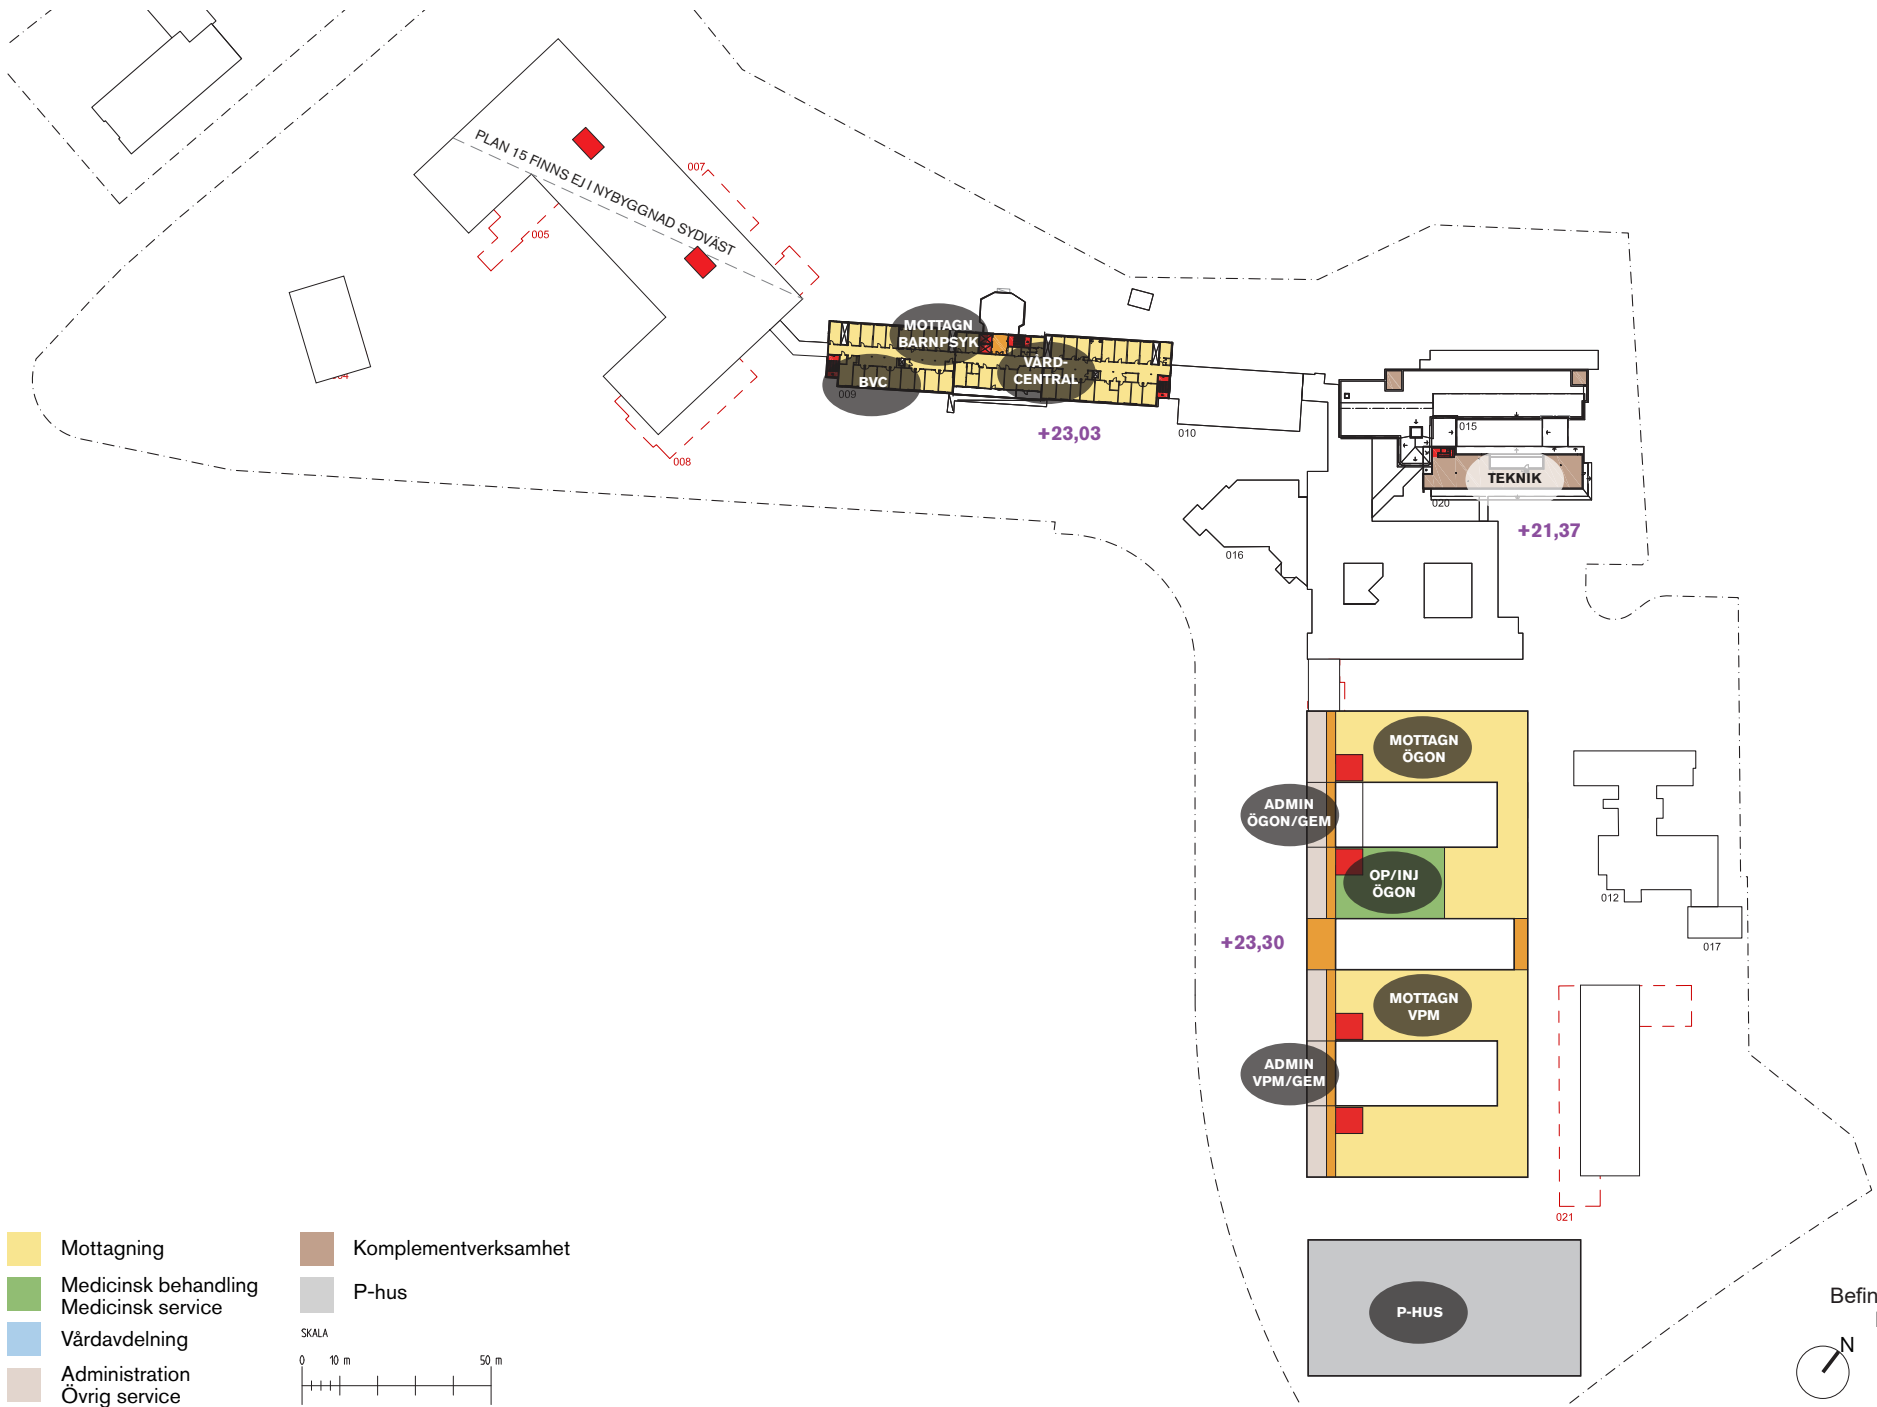 PLAN 15 FINNS EJ I NYBYGGNAD SYDVÄST
007
005
008
MOTTAGN
BARNPSYK
BVC
009
VÅRD-
CENTRAL
+23,03
010
015
TEKNIK
020
+21,37
016
MOTTAGN
ÖGON
ADMIN
ÖGON/GEM
OP/INJ
ÖGON
+23,30
012
017
MOTTAGN
VPM
ADMIN
VPM/GEM
021
P-HUS
Mottagning
Medicinsk behandling
Medicinsk service
Vårdavdelning
Administration
Övrig service
Komplementverksamhet
P-hus
SKALA
0 10 m 50 m
Befin
N